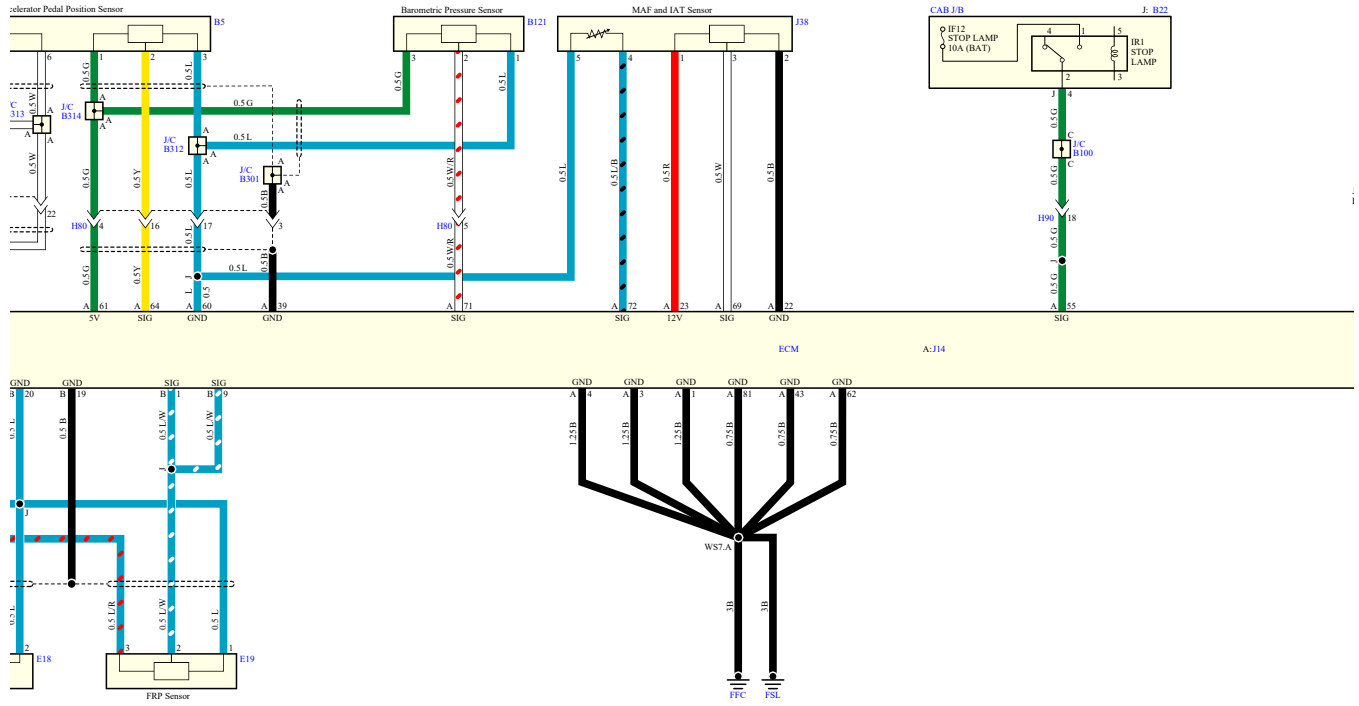 celerator Pedal Position Sensor
B5
Barometric Pressure Sensor
B121
MAF and IAT Sensor
J38
CAB J/B
J: B22
IF12
STOP LAMP
10A (BAT)
4
1
5
IR1
STOP
LAMP
2
3
6
1
2
3
3
2
1
5
4
1
3
2
J
4
0.5 W
0.5 G
0.5 L
0.5 G
A
A
J/C
B313
A
A
J/C
B314
A
A
0.5 G
A
J/C
B312
A
A
0.5 L
J/C
B301
A
A
A
0.5 G
C
J/C
B100
C
0.5 W
0.5 G
0.5 Y
0.5 L
0.5 B
0.5 W/R
0.5 L
0.5 L/B
0.5 R
0.5 W
0.5 B
0.5 G
22
H80
4
16
17
3
H80
5
H90
18
0.5 L
0.5 B
0.5 W/R
0.5 G
0.5 G
0.5 Y
J
0.5 L
J
L
0.5
0.5 G
A
61
A
64
A
60
A
39
A
71
A
72
A
23
A
69
A
22
A
55
5V
SIG
GND
GND
SIG
SIG
12V
SIG
GND
SIG
ECM
A: J14
GND
GND
SIG
SIG
GND
GND
GND
GND
GND
GND
B
20
B
19
B
1
B
9
A
4
A
3
A
1
A
81
A
43
A
62
0.5 L
0.5 B
0.5 L/W
0.5 L/W
1.25 B
1.25 B
1.25 B
0.75 B
0.75 B
0.75 B
J
J
WS7.A
0.5 L
0.5 L/R
0.5 L/W
0.5 L
3B
3B
2
E18
3
2
1
E19
FRP Sensor
FFC
FSL